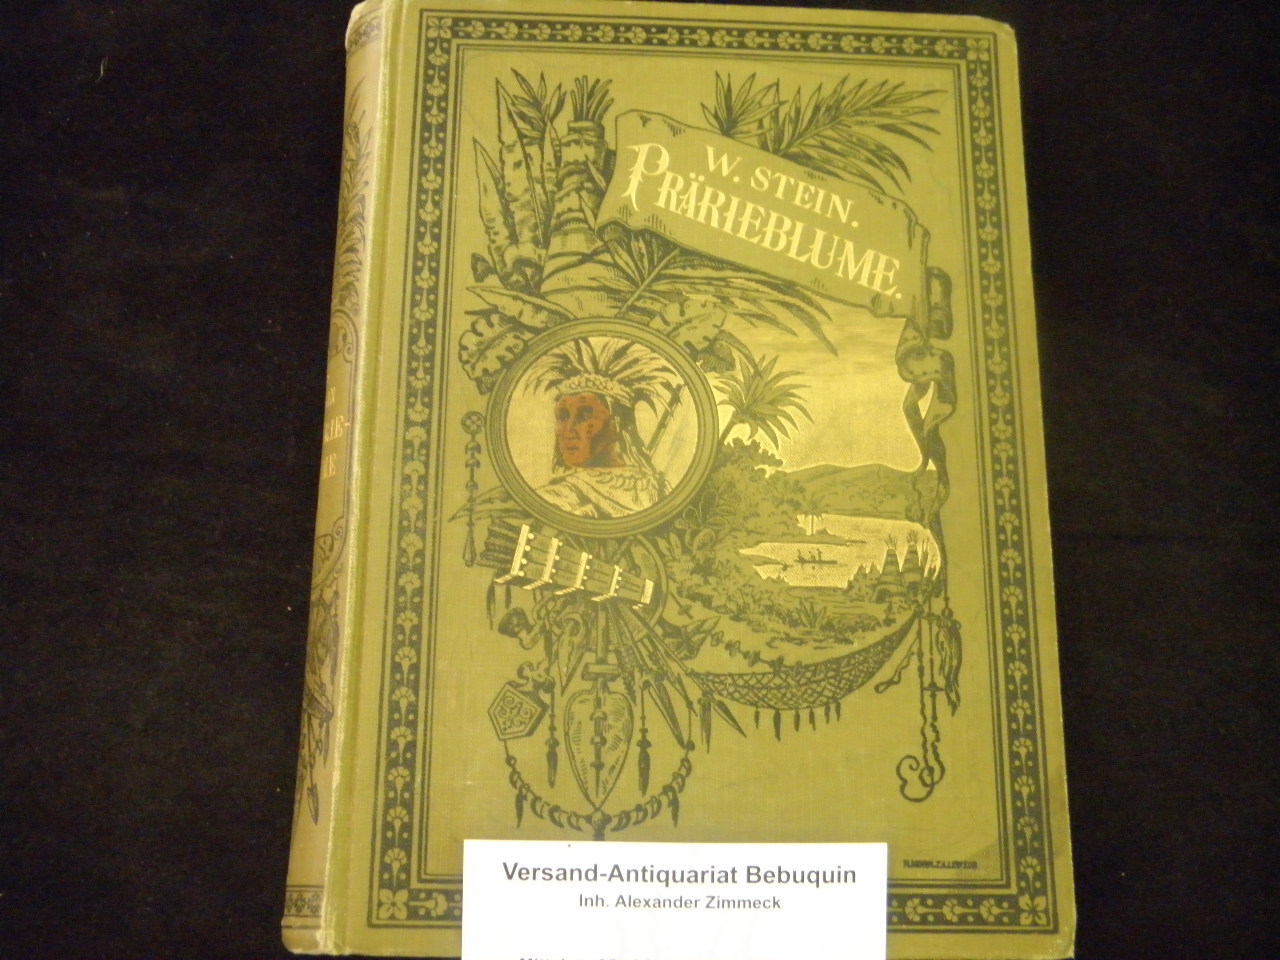 W. STEIN.
PRÄRIEBLUME.
Versand-Antiquariat Bebuquin
Inh. Alexander Zimmeck